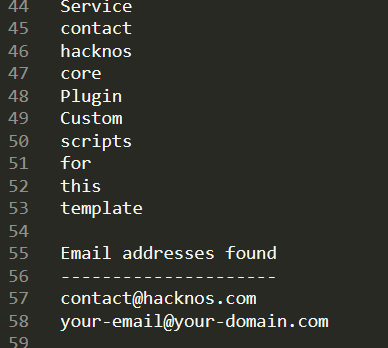 44 Service
45 contact
46 hacknos
47 core
48 Plugin
49 Custom
50 scripts
51 for
52 this
53 template
54
55 Email addresses found
56 ---------------------
57 contact@hacknos.com
58 your-email@your-domain.com
59